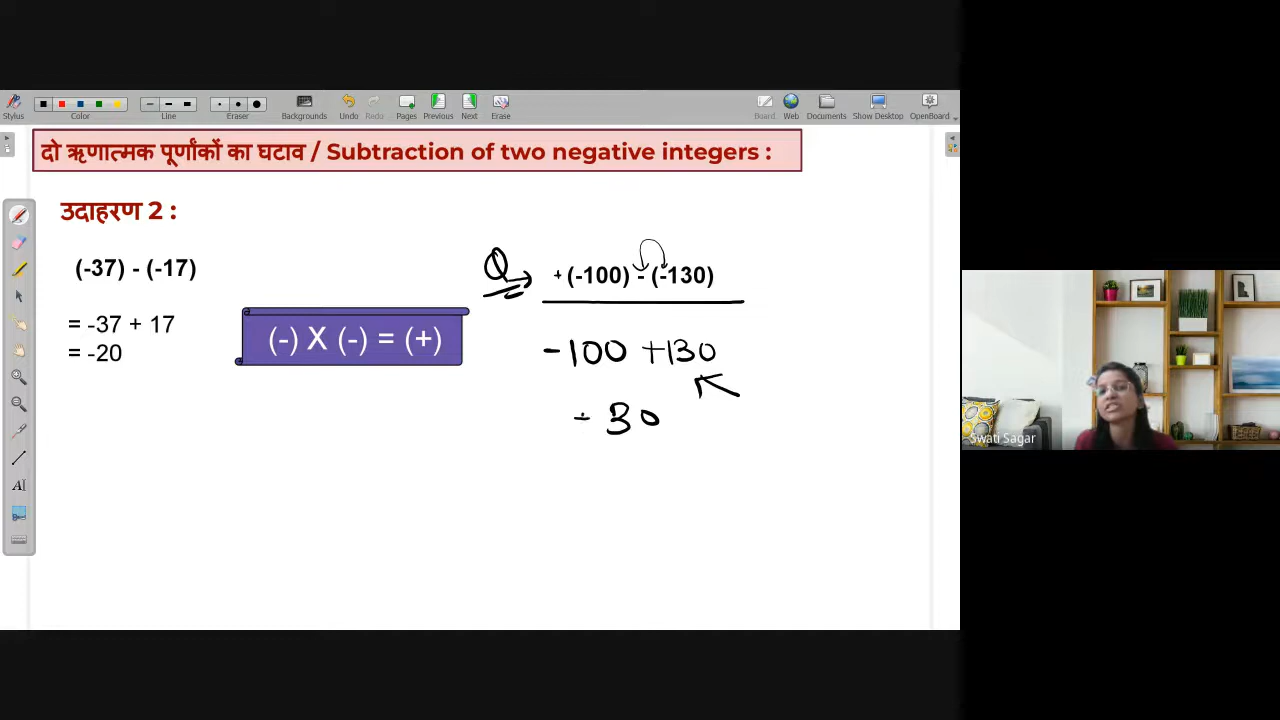 Stylus
Color
Line
Eraser
Backgrounds
Undo
Redo
Pages
Previous
Next
Erase
Board
Web
Documents
Show Desktop
OpenBoard
दो ऋणात्मक पूर्णांकों का घटाव / Subtraction of two negative integers :
उदाहरण 2 :
(-37) - (-17)
= -37 + 17
= -20
(-) X (-) = (+)
Q→ +(-100) - (-130)
-100 +130
+30
Swati Sagar